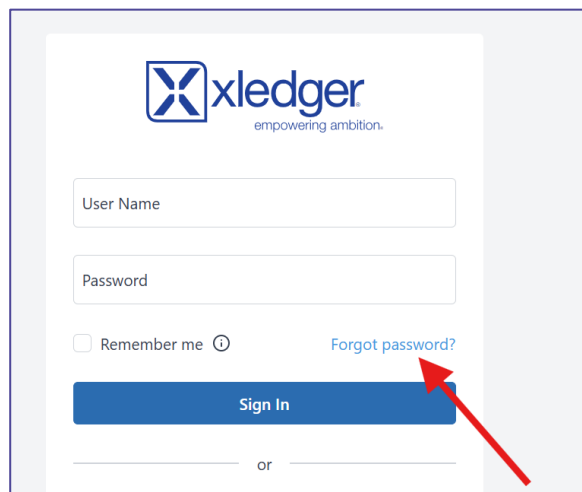 xledger
empowering ambition.
User Name
Password
Remember me Forgot password?
Sign In
or